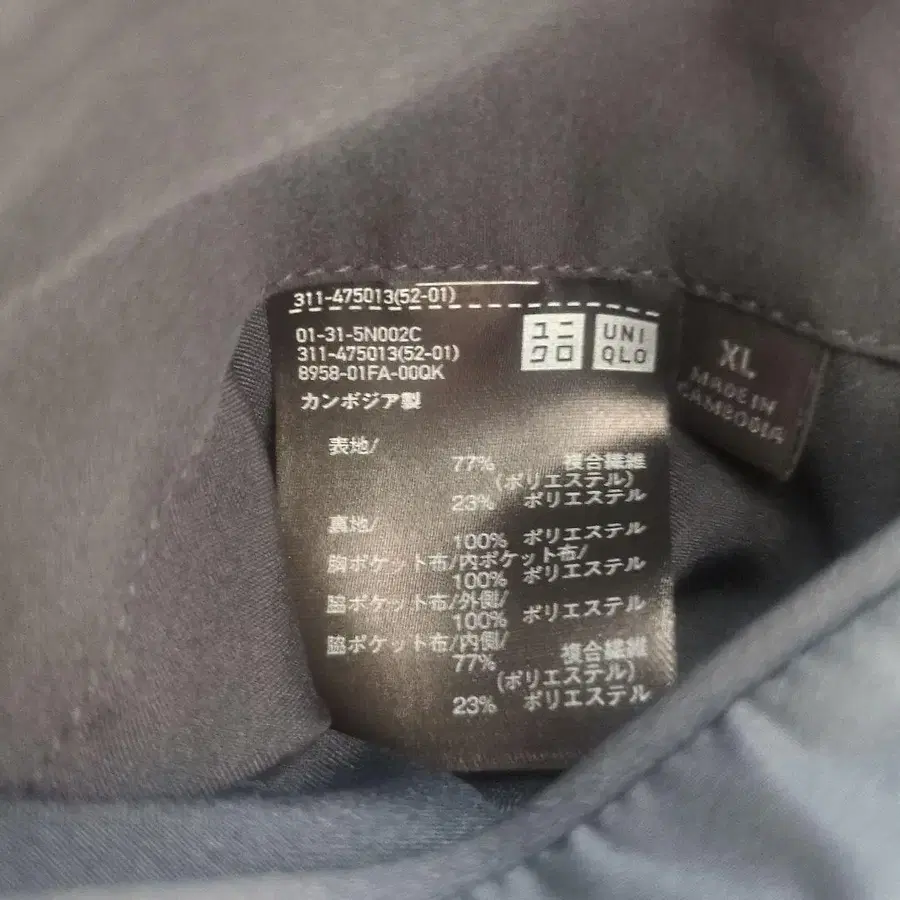 311-475013(52-01)
01-31-5N002C
311-475013(52-01)
8958-01FA-00QK
カンボジア製
ユニ
クロ
UNI
QLO
XL
MADE IN
CAMBODIA
表地/
77% 複合繊維
(ポリエステル)
23% ポリエステル
裏地/
100% ポリエステル
胸ポケット布/内ポケット布/
100% ポリエステル
脇ポケット布/外側/
100% ポリエステル
脇ポケット布/内側/
77% 複合繊維
(ポリエステル)
23% ポリエステル